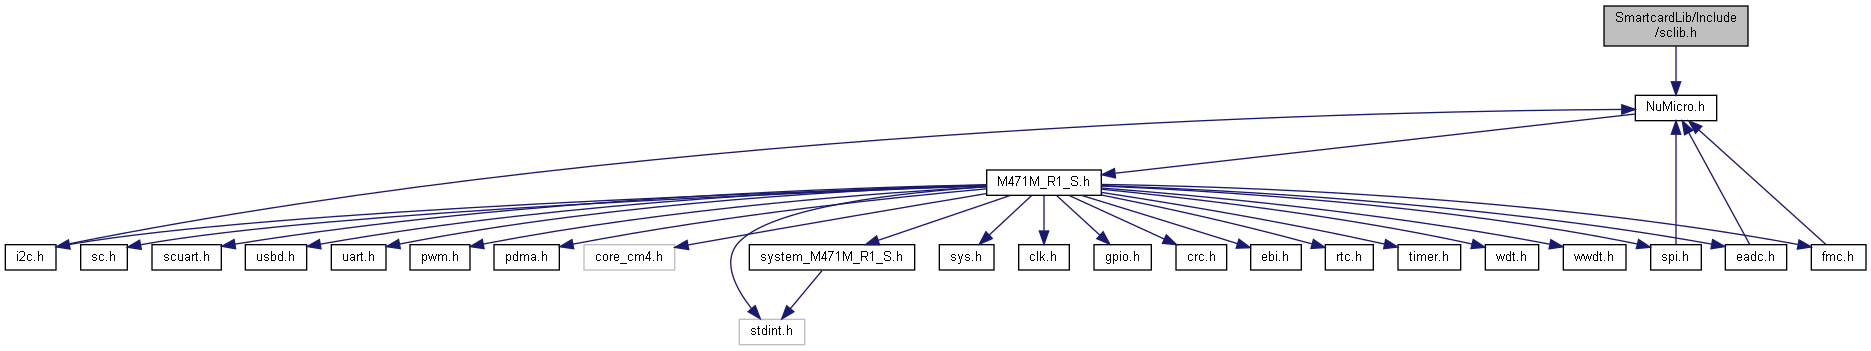 SmartcardLib/Include
/sclib.h
NuMicro.h
M471M_R1_S.h
i2c.h
sc.h
scuart.h
usbd.h
uart.h
pwm.h
pdma.h
core_cm4.h
system_M471M_R1_S.h
sys.h
clk.h
gpio.h
crc.h
ebi.h
rtc.h
timer.h
wdt.h
wwdt.h
spi.h
eadc.h
fmc.h
stdint.h